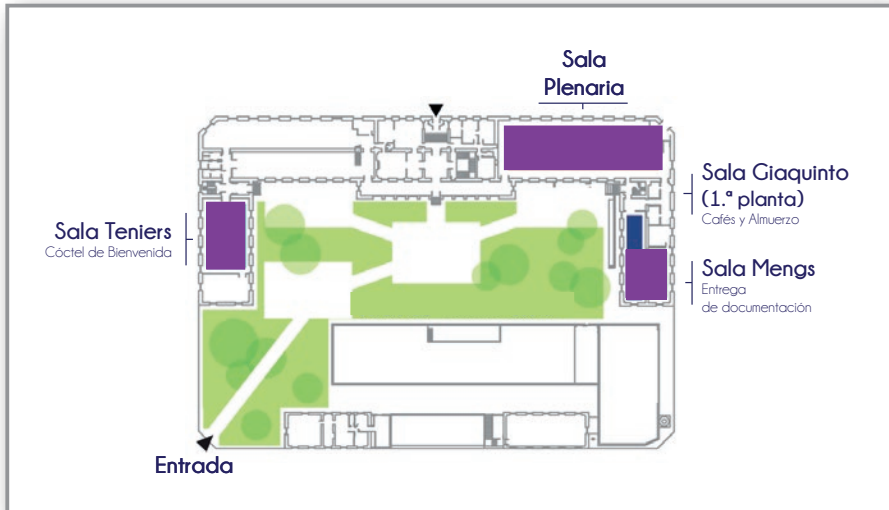 Sala
Plenaria
Sala Giaquinto
(1.ª planta)
Cafés y Almuerzo
Sala Teniers
Cóctel de Bienvenida
Sala Mengs
Entrega
de documentación
Entrada